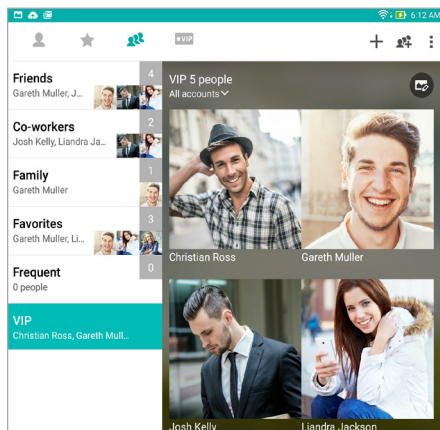 6:12 AM
VIP
Friends
4
Gareth Muller, J...
Co-workers
2
Josh Kelly, Liandra Ja...
Family
1
Gareth Muller
Favorites
3
Gareth Muller, Li...
Frequent
0
0 people
VIP
Christian Ross, Gareth Mull...
VIP 5 people
All accounts
Christian Ross
Gareth Muller
Josh Kelly
Liandra Jackson